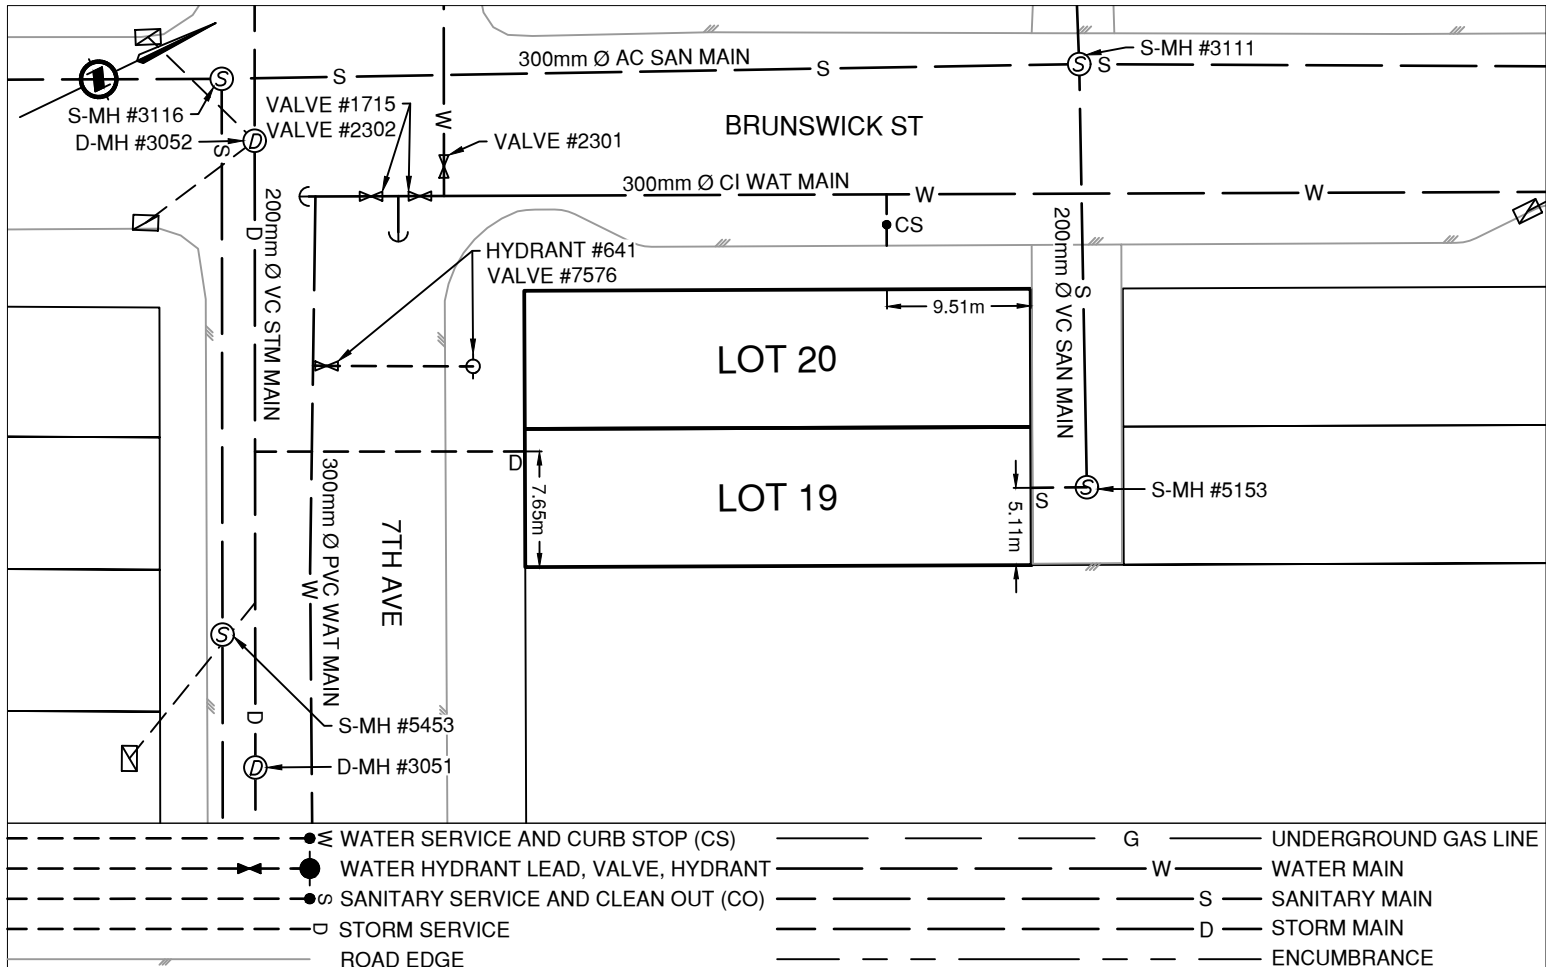 S
300mm Ø AC SAN MAIN
S
S-MH #3111
S
S
S
S-MH #3116
VALVE #1715
D-MH #3052
VALVE #2302
D
S
W
BRUNSWICK ST
VALVE #2301
300mm Ø CI WAT MAIN
W
W
200mm Ø VC STM MAIN
D
CS
200mm Ø VC SAN MAIN
S
HYDRANT #641
VALVE #7576
9.51m
LOT 20
D
7.65m
LOT 19
5.11m
S
S
S-MH #5153
300mm Ø PVC WAT MAIN
W
7TH AVE
S
D
S-MH #5453
D
D-MH #3051
W WATER SERVICE AND CURB STOP (CS)
G UNDERGROUND GAS LINE
WATER HYDRANT LEAD, VALVE, HYDRANT
W WATER MAIN
S SANITARY SERVICE AND CLEAN OUT (CO)
S SANITARY MAIN
D STORM SERVICE
D STORM MAIN
ROAD EDGE
ENCUMBRANCE